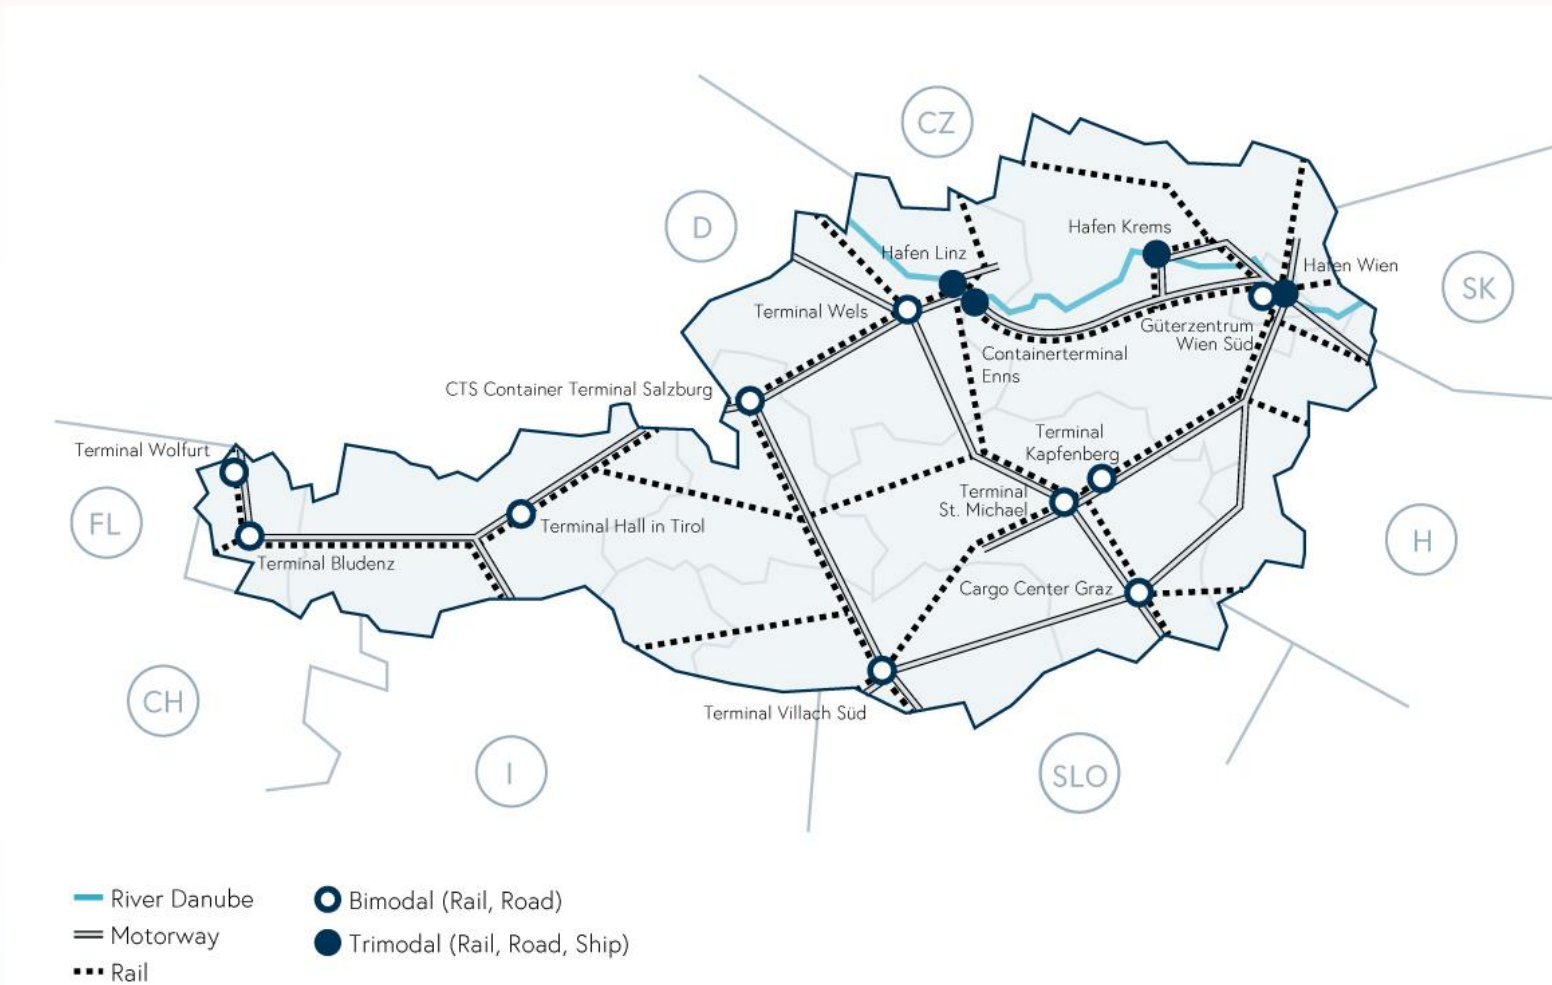 CZ
D
Hafen Krems
Hafen Linz
Hafen Wien
SK
Terminal Wels
Güterzentrum
Wien Süd
Containerterminal
Enns
CTS Container Terminal Salzburg
Terminal
Kapfenberg
Terminal Wolfurt
Terminal
St. Michael
FL
Terminal Hall in Tirol
H
Terminal Bludenz
Cargo Center Graz
CH
Terminal Villach Süd
I
SLO
River Danube
Motorway
Rail
Bimodal (Rail, Road)
Trimodal (Rail, Road, Ship)